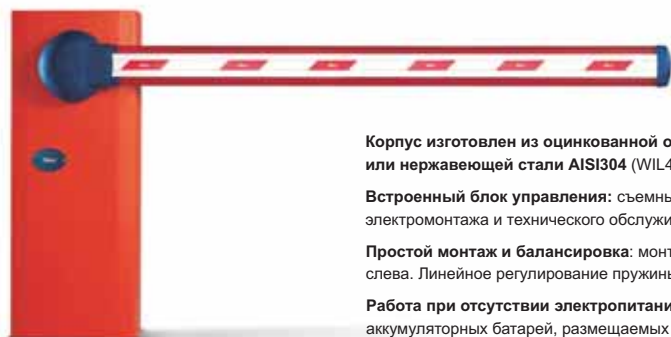 Корпус изготовлен из оцинкованной о
или нержавеющей стали AISI304 (WIL4
Встроенный блок управления: съемны
электромонтажа и технического обслужи
Простой монтаж и балансировка: монт
слева. Линейное регулирование пружины
Работа при отсутствии электропитани
аккумуляторных батарей, размещаемых